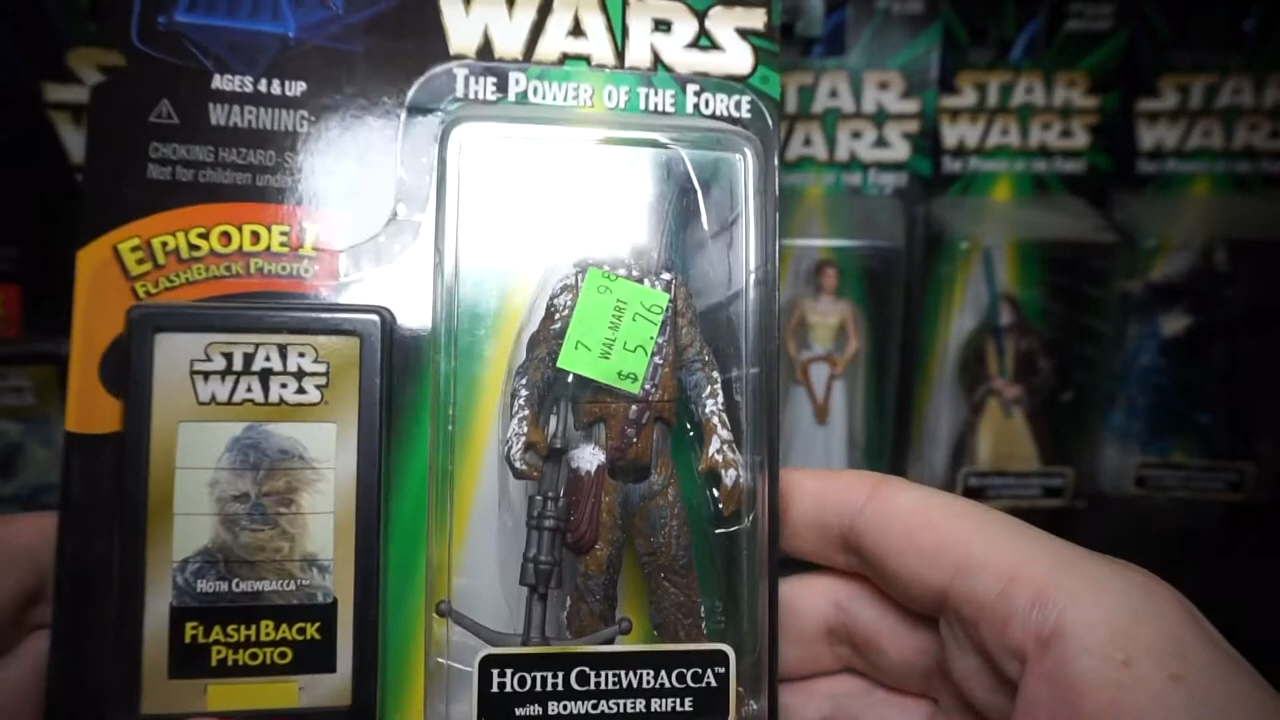 WARS
THE POWER OF THE FORCE
AGES 4 & UP
WARNING:
CHOKING HAZARD-S
Not for children unde
EPISODE I
FLASHBACK PHOTO
STAR
WARS
HOTH CHEWBACCA™
FLASHBACK
PHOTO
7 98
WAL-MART
$ 5.76
HOTH CHEWBACCA™
with BOWCASTER RIFLE
TAR
WARS
STAR
WARS
STAR
WARS